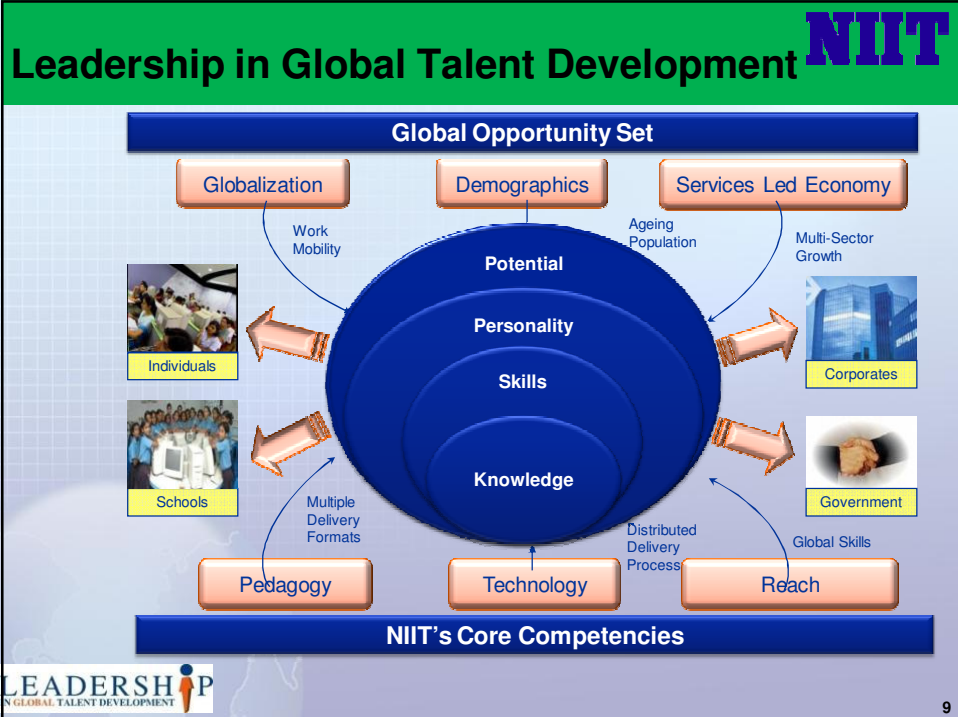 Leadership in Global Talent Development
NIIT
Global Opportunity Set
Globalization
Demographics
Services Led Economy
Work
Mobility
Ageing
Population
Multi-Sector
Growth
Potential
Personality
Skills
Knowledge
Individuals
Corporates
Schools
Government
Multiple
Delivery
Formats
Distributed
Delivery
Process
Global Skills
Pedagogy
Technology
Reach
NIIT’s Core Competencies
LEADERSHIP
IN GLOBAL TALENT DEVELOPMENT
9